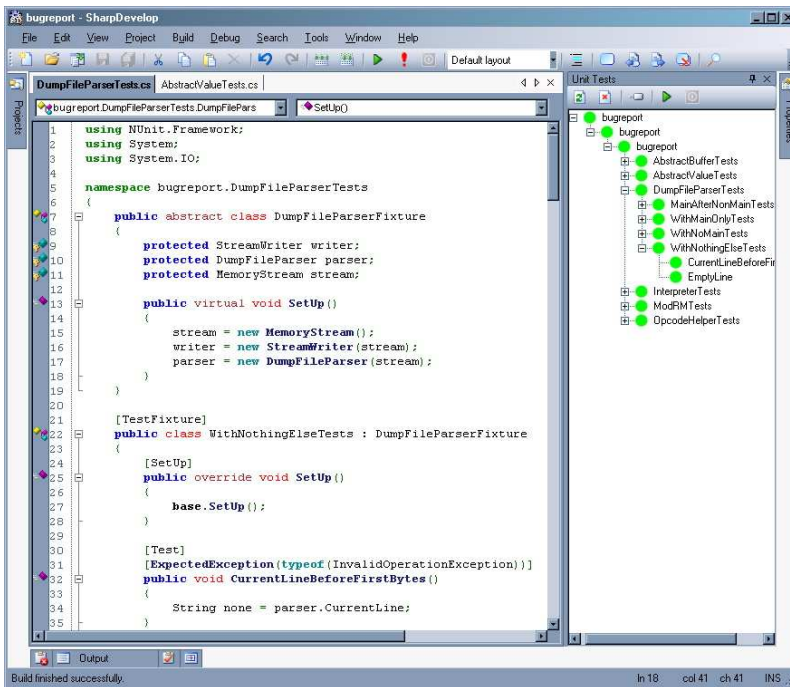 bugreport - SharpDevelop
File Edit View Project Build Debug Search Tools Window Help
Default layout
DumpFileParserTests.cs AbstractValueTests.cs
bugreport.DumpFileParserTests.DumpFilePars SetUp()
1 using NUnit.Framework;
2 using System;
3 using System.IO;
4
5 namespace bugreport.DumpFileParserTests
6 {
7 public abstract class DumpFileParserFixture
8 {
9 protected StreamWriter writer;
10 protected DumpFileParser parser;
11 protected MemoryStream stream;
12
13 public virtual void SetUp()
14 {
15 stream = new MemoryStream();
16 writer = new StreamWriter(stream);
17 parser = new DumpFileParser(stream);
18 }
19 }
20
21 [TestFixture]
22 public class WithNothingElseTests : DumpFileParserFixture
23 {
24 [SetUp]
25 public override void SetUp()
26 {
27 base.SetUp();
28 }
29
30 [Test]
31 [ExpectedException(typeof(InvalidOperationException))]
32 public void CurrentLineBeforeFirstBytes()
33 {
34 String none = parser.CurrentLine;
35 }
Projects
Unit Tests
bugreport
bugreport
bugreport
AbstractBufferTests
AbstractValueTests
DumpFileParserTests
MainAfterNonMainTests
WithMainOnlyTests
WithNoMainTests
WithNothingElseTests
CurrentLineBeforeFir
EmptyLine
InterpreterTests
ModRMTests
OpcodeHelperTests
Properties
Output
Build finished successfully. ln 18 col 41 ch 41 INS